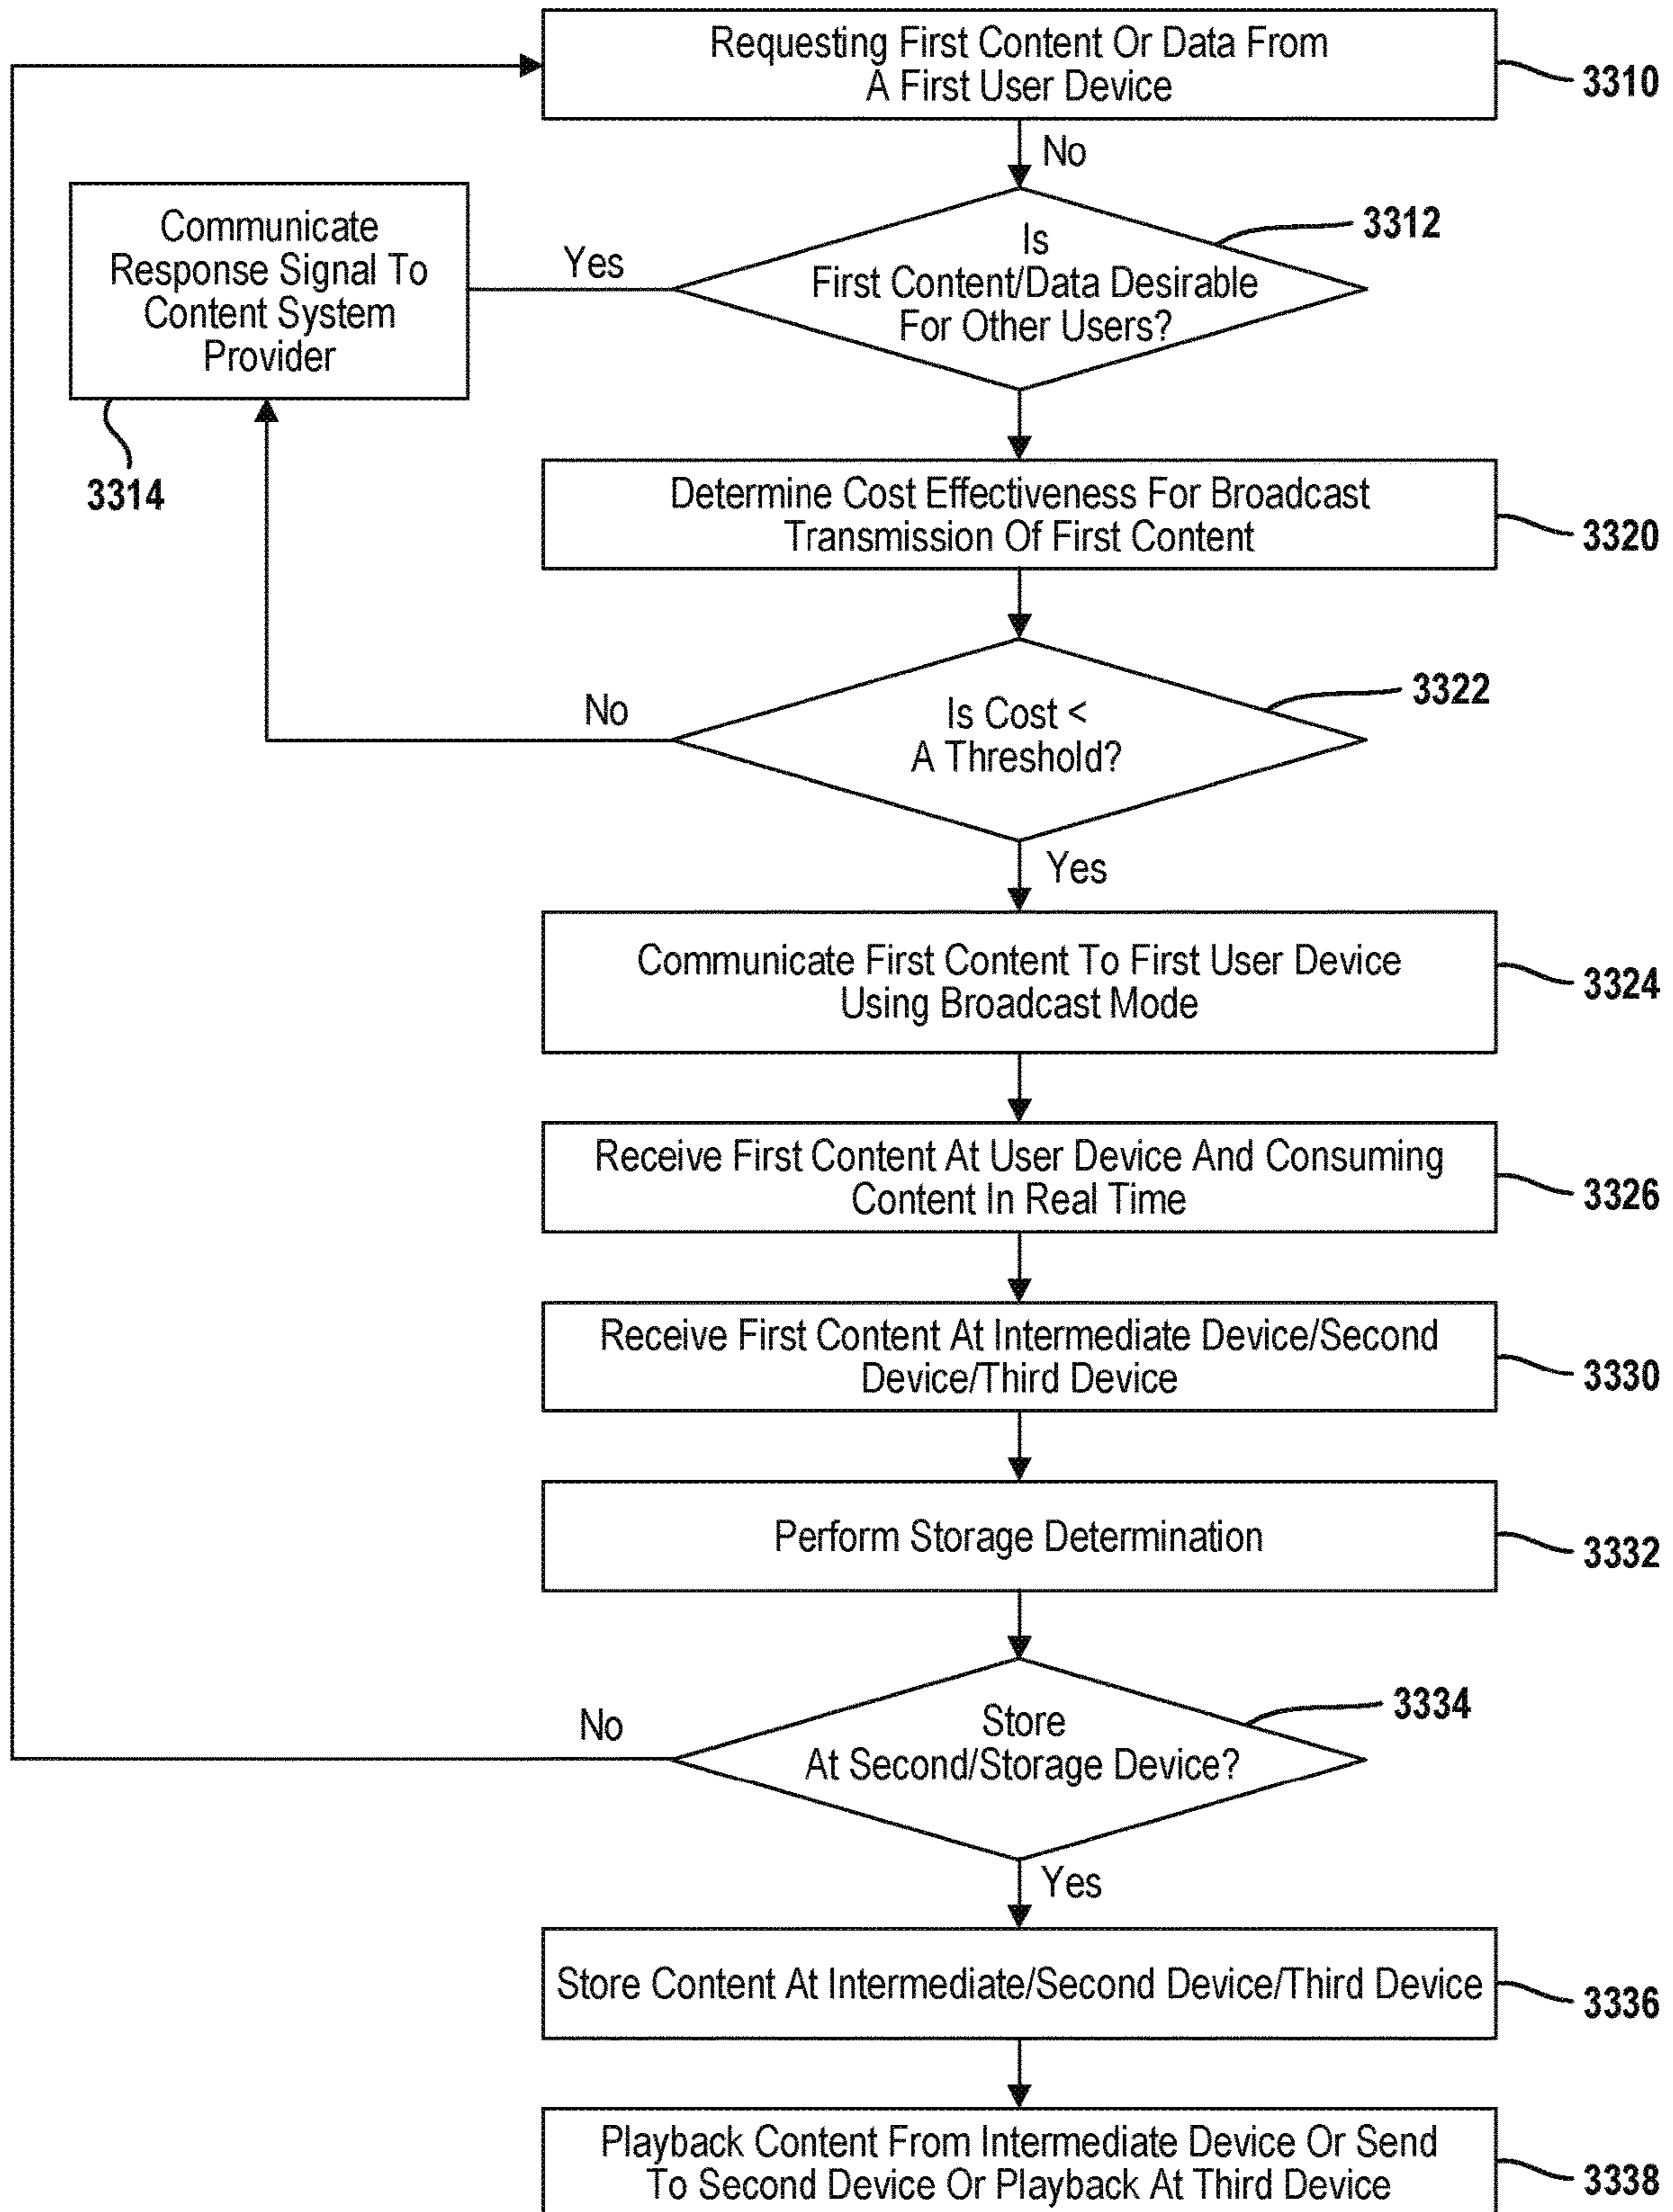 Requesting First Content Or Data From
A First User Device
3310
No
Communicate
Response Signal To
Content System
Provider
3314
Yes
Is
First Content/Data Desirable
For Other Users?
3312
Determine Cost Effectiveness For Broadcast
Transmission Of First Content
3320
No
Is Cost <
A Threshold?
3322
Yes
Communicate First Content To First User Device
Using Broadcast Mode
3324
Receive First Content At User Device And Consuming
Content In Real Time
3326
Receive First Content At Intermediate Device/Second
Device/Third Device
3330
Perform Storage Determination
3332
No
Store
At Second/Storage Device?
3334
Yes
Store Content At Intermediate/Second Device/Third Device
3336
Playback Content From Intermediate Device Or Send
To Second Device Or Playback At Third Device
3338